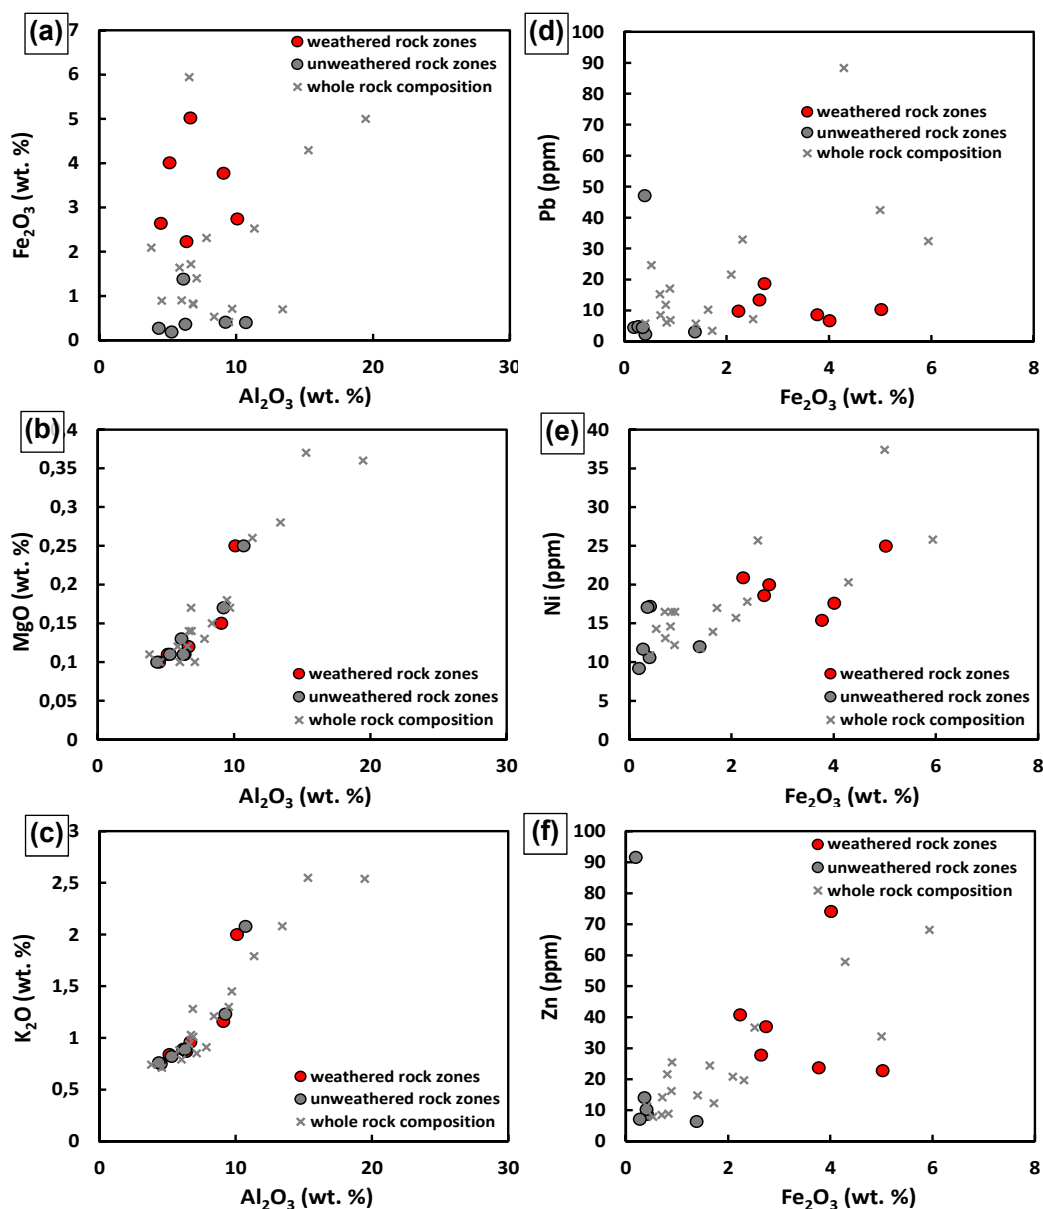 (a)
7
6
5
4
3
2
1
0
0
10
20
30
Fe₂O₃ (wt. %)
Al₂O₃ (wt. %)
weathered rock zones
unweathered rock zones
whole rock composition
(d)
100
90
80
70
60
50
40
30
20
10
0
0
2
4
6
8
Pb (ppm)
Fe₂O₃ (wt. %)
weathered rock zones
unweathered rock zones
whole rock composition
(b)
0,4
0,35
0,3
0,25
0,2
0,15
0,1
0,05
0
0
10
20
30
MgO (wt. %)
Al₂O₃ (wt. %)
weathered rock zones
unweathered rock zones
whole rock composition
(e)
40
35
30
25
20
15
10
5
0
0
2
4
6
8
Ni (ppm)
Fe₂O₃ (wt. %)
weathered rock zones
unweathered rock zones
whole rock composition
(c)
3
2,5
2
1,5
1
0,5
0
0
10
20
30
K₂O (wt. %)
Al₂O₃ (wt. %)
weathered rock zones
unweathered rock zones
whole rock composition
(f)
100
90
80
70
60
50
40
30
20
10
0
0
2
4
6
8
Zn (ppm)
Fe₂O₃ (wt. %)
weathered rock zones
unweathered rock zones
whole rock composition